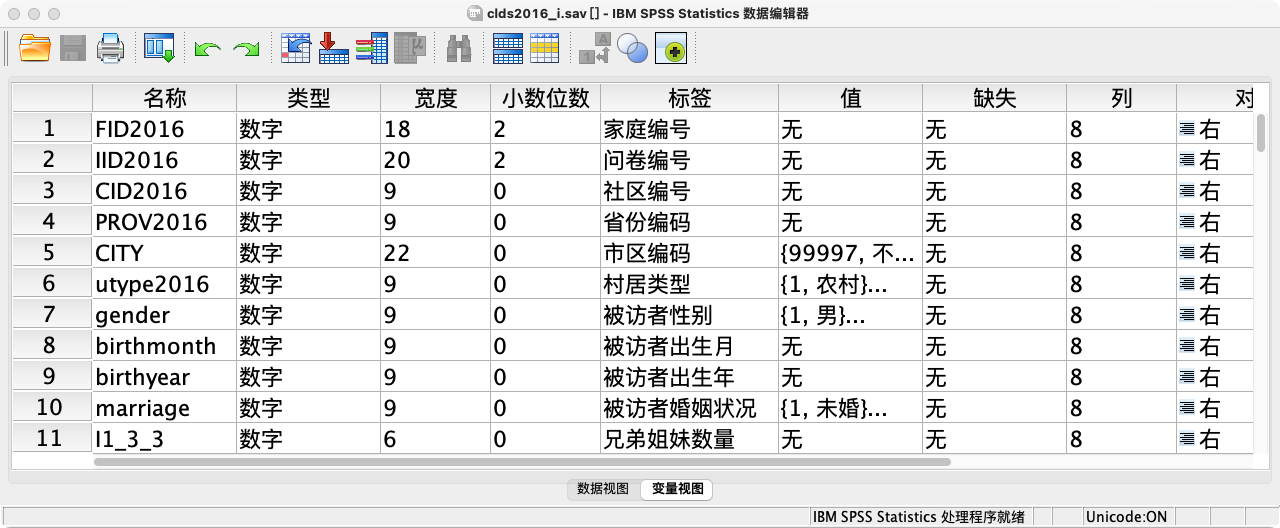 clds2016_i.sav [] - IBM SPSS Statistics 数据编辑器
名称 类型 宽度 小数位数 标签 值 缺失 列 对
1 FID2016 数字 18 2 家庭编号 无 无 8 右
2 IID2016 数字 20 2 问卷编号 无 无 8 右
3 CID2016 数字 9 0 社区编号 无 无 8 右
4 PROV2016 数字 9 0 省份编码 无 无 8 右
5 CITY 数字 22 0 市区编码 {99997, 不... 无 8 右
6 utype2016 数字 9 0 村居类型 {1, 农村}... 无 8 右
7 gender 数字 9 0 被访者性别 {1, 男}... 无 8 右
8 birthmonth 数字 9 0 被访者出生月 无 无 8 右
9 birthyear 数字 9 0 被访者出生年 无 无 8 右
10 marriage 数字 9 0 被访者婚姻状况 {1, 未婚}... 无 8 右
11 I1_3_3 数字 6 0 兄弟姐妹数量 无 无 8 右
数据视图 变量视图
IBM SPSS Statistics 处理程序就绪 Unicode:ON